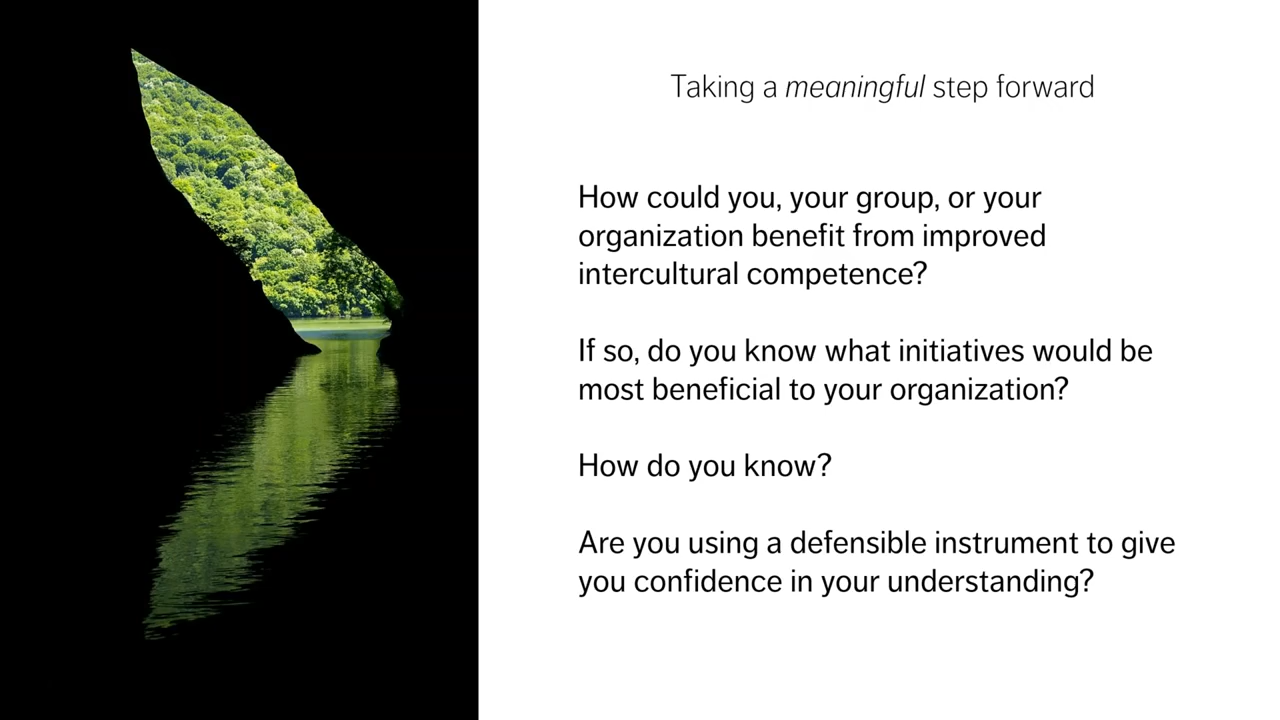 Taking a meaningful step forward
How could you, your group, or your
organization benefit from improved
intercultural competence?
If so, do you know what initiatives would be
most beneficial to your organization?
How do you know?
Are you using a defensible instrument to give
you confidence in your understanding?